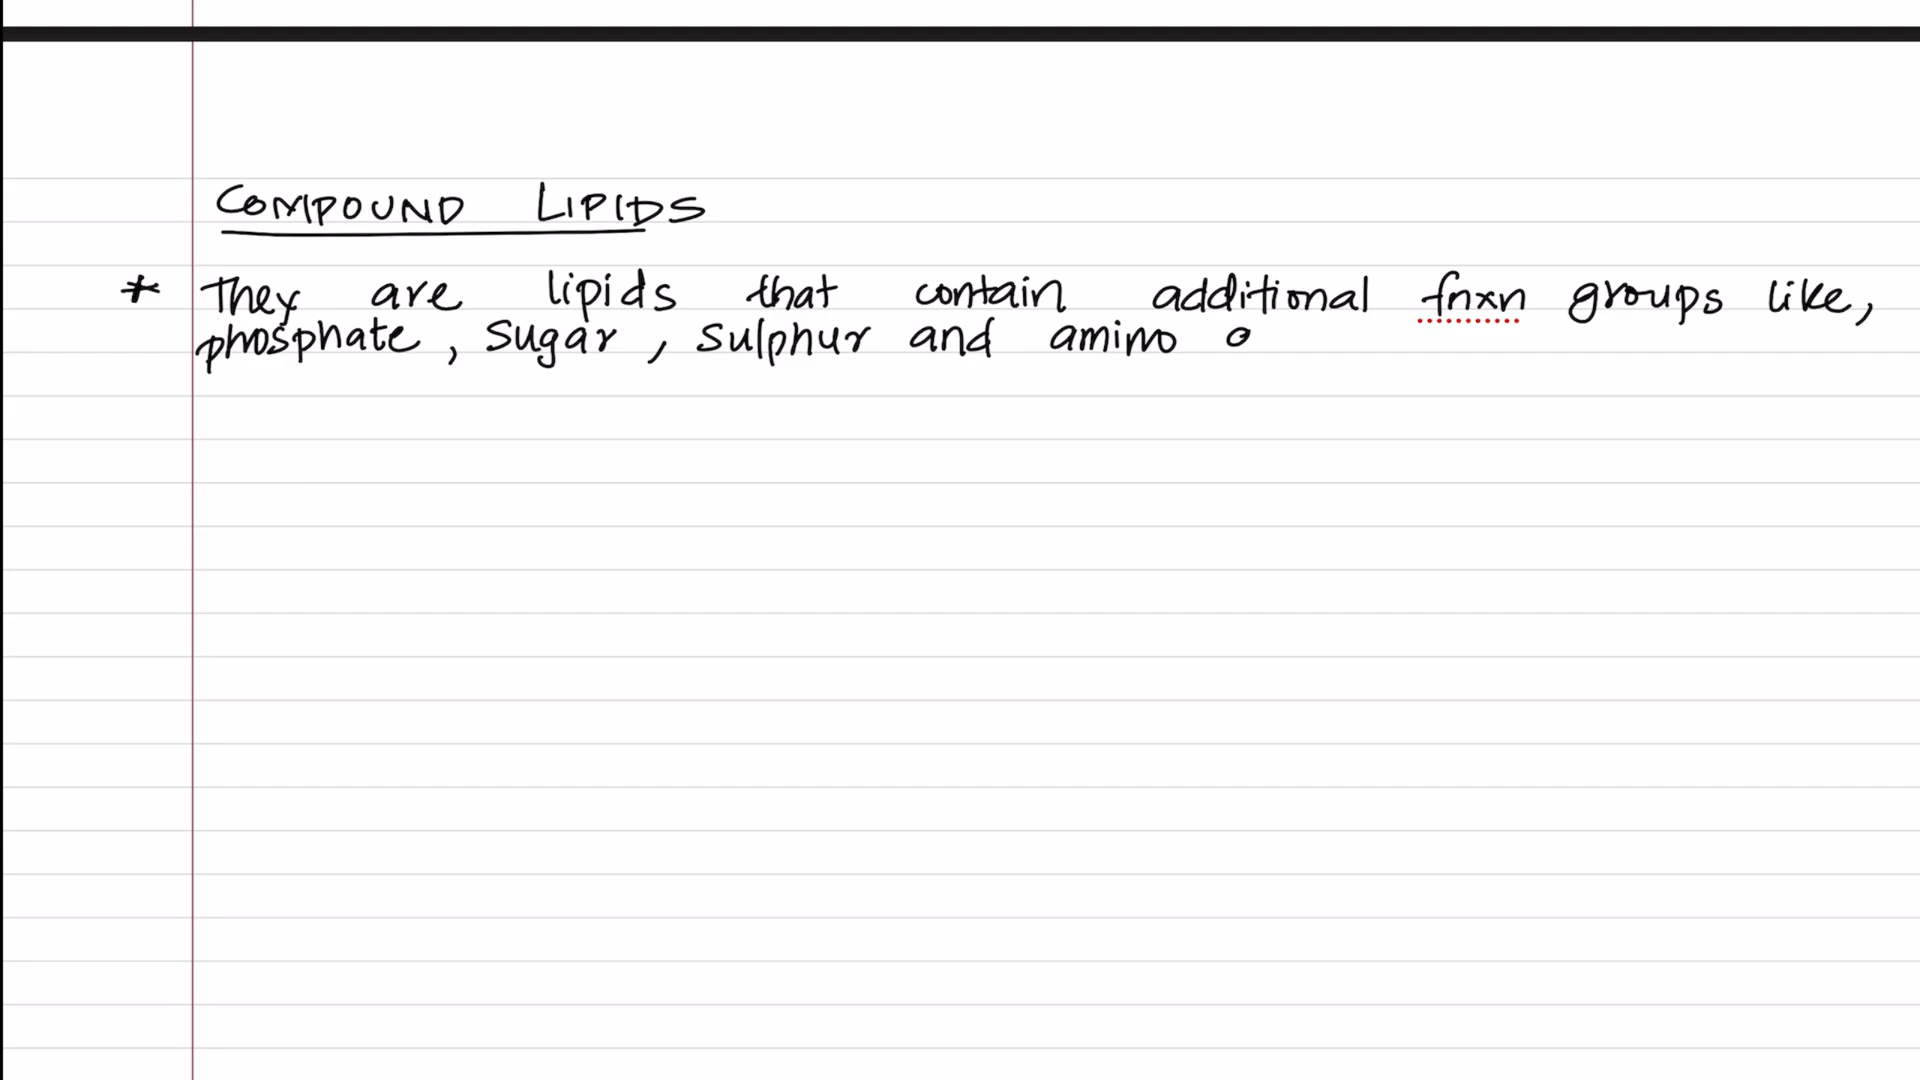 COMPOUND LIPIDS
* They are lipids that contain additional fnxn groups like,
phosphate, sugar, sulphur and amino